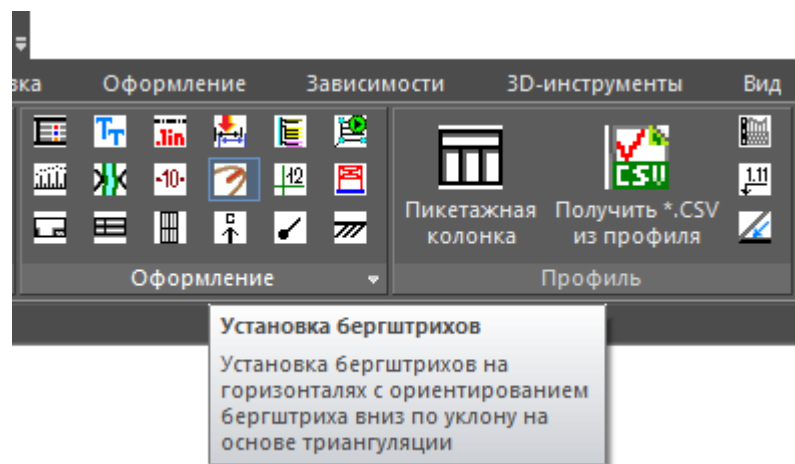 вка Оформление Зависимости 3D-инструменты Вид
TT .lin
-10- 12 1.11
CSV
Пикетажная Получить *.CSV
колонка из профиля
С
Оформление Профиль
Установка бергштрихов
Установка бергштрихов на
горизонталях с ориентированием
бергштриха вниз по уклону на
основе триангуляции